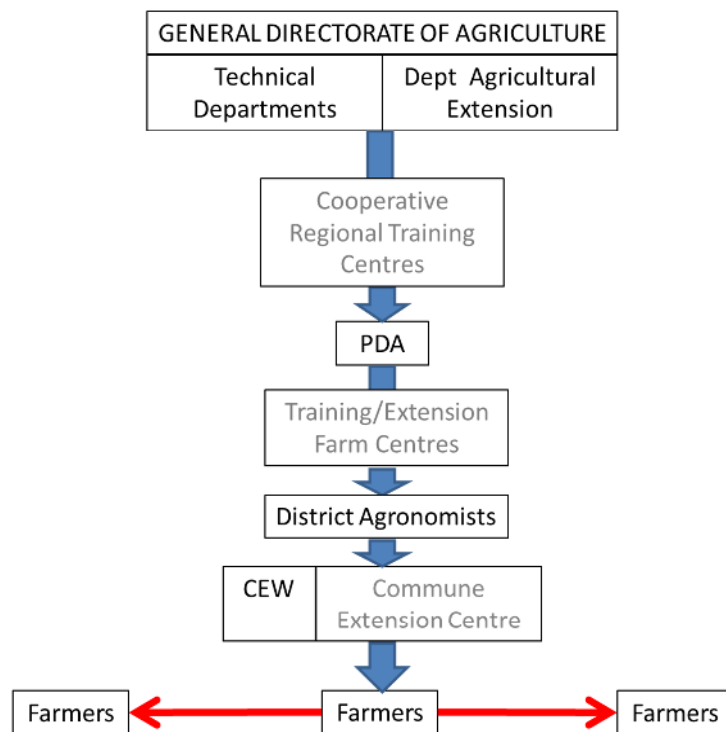 GENERAL DIRECTORATE OF AGRICULTURE
Technical
Departments
Dept Agricultural
Extension
Cooperative
Regional Training
Centres
PDA
Training/Extension
Farm Centres
District Agronomists
CEW
Commune
Extension Centre
Farmers
Farmers
Farmers